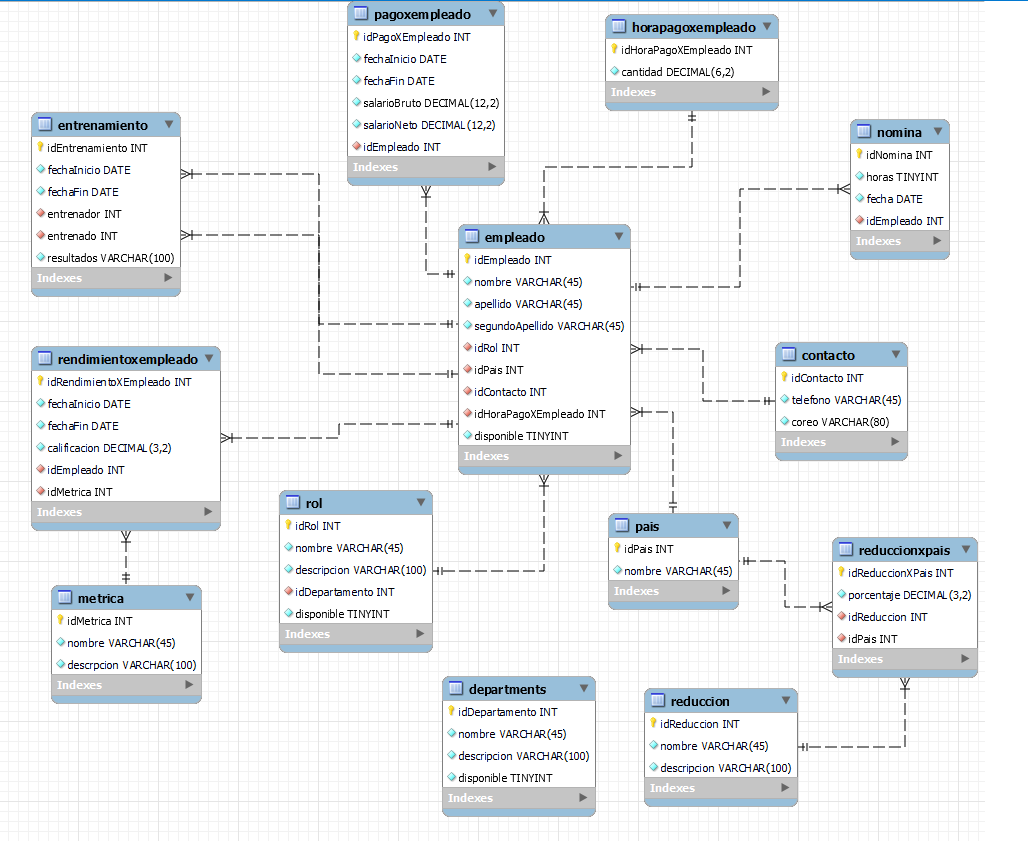 pagoxempleado
idPagoXEmpleado INT
fechaInicio DATE
fechaFin DATE
salarioBruto DECIMAL(12,2)
salarioNeto DECIMAL(12,2)
idEmpleado INT
Indexes
horapagoxempleado
idHoraPagoXEmpleado INT
cantidad DECIMAL(6,2)
Indexes
entrenamiento
idEntrenamiento INT
fechaInicio DATE
fechaFin DATE
entrenador INT
entrenado INT
resultados VARCHAR(100)
Indexes
nomina
idNomina INT
horas TINYINT
fecha DATE
idEmpleado INT
Indexes
empleado
idEmpleado INT
nombre VARCHAR(45)
apellido VARCHAR(45)
segundoApellido VARCHAR(45)
idRol INT
idPais INT
idContacto INT
idHoraPagoXEmpleado INT
disponible TINYINT
Indexes
rendimientoxempleado
idRendimientoXEmpleado INT
fechaInicio DATE
fechaFin DATE
calificacion DECIMAL(3,2)
idEmpleado INT
idMetrica INT
Indexes
contacto
idContacto INT
telefono VARCHAR(45)
coreo VARCHAR(80)
Indexes
rol
idRol INT
nombre VARCHAR(45)
descripcion VARCHAR(100)
idDepartamento INT
disponible TINYINT
Indexes
pais
idPais INT
nombre VARCHAR(45)
Indexes
reduccionxpais
idReduccionXPais INT
porcentaje DECIMAL(3,2)
idReduccion INT
idPais INT
Indexes
metrica
idMetrica INT
nombre VARCHAR(45)
descrpcion VARCHAR(100)
Indexes
departments
idDepartamento INT
nombre VARCHAR(45)
descripcion VARCHAR(100)
disponible TINYINT
Indexes
reduccion
idReduccion INT
nombre VARCHAR(45)
descripcion VARCHAR(100)
Indexes